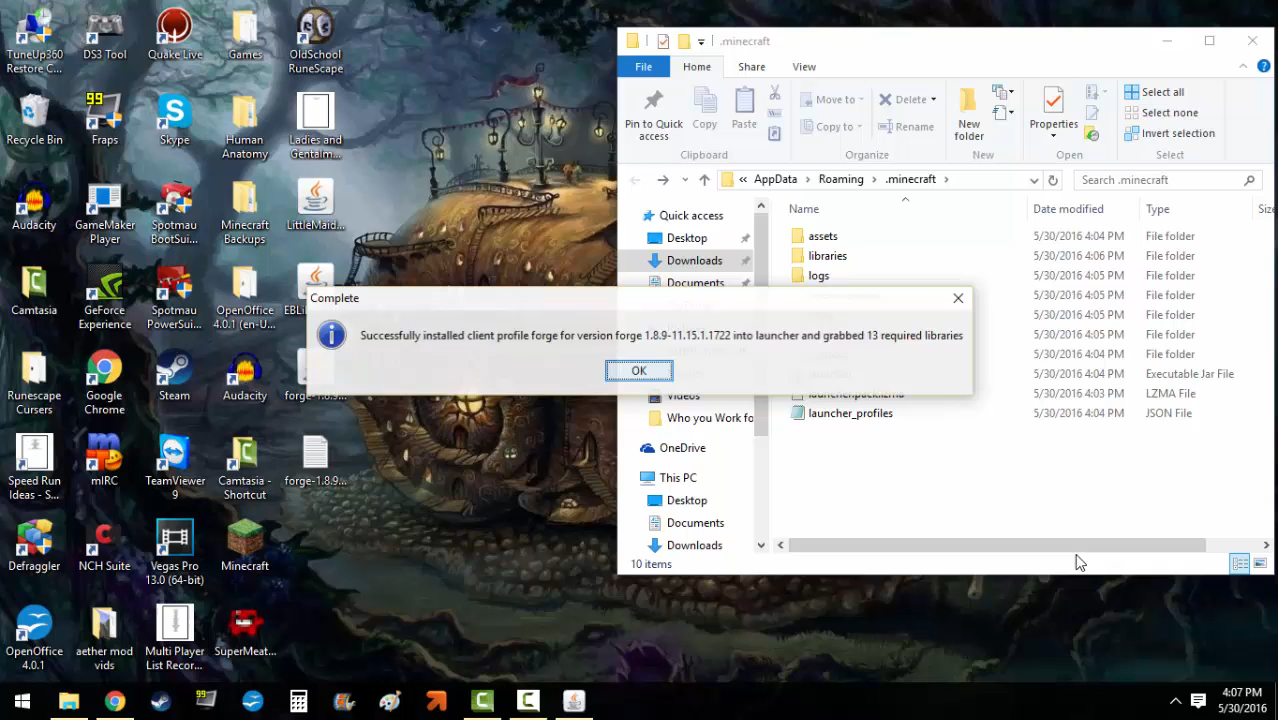 TuneUp360
Restore C...
DS3 Tool
Quake Live
Games
OldSchool
RuneScape
Recycle Bin
99
Fraps
Skype
Human
Anatomy
Ladies and
Gentalm...
Audacity
GameMaker
Player
Spotmau
BootSui...
Minecraft
Backups
LittleMaid...
Camtasia
GeForce
Experience
Spotmau
PowerSui...
OpenOffice
4.0.1 (en-U...
EBLi
Runescape
Cursers
Google
Chrome
Steam
Audacity
forge-1.8.9...
Speed Run
Ideas - S...
mIRC
TeamViewer
9
Camtasia -
Shortcut
forge-1.8.9...
Defraggler
NCH Suite
Vegas Pro
13.0 (64-bit)
Minecraft
OpenOffice
4.0.1
aether mod
vids
Multi Player
List Recor...
SuperMeat...
.minecraft
File
Home
Share
View
Pin to Quick
access
Copy
Paste
Move to
Copy to
Delete
Rename
New
folder
Properties
Open
Select all
Select none
Invert selection
Clipboard
Organize
New
Select
« AppData > Roaming > .minecraft >
Search .minecraft
Name
Date modified
Type
Size
Quick access
Desktop
Downloads
Documents
Videos
Who you Work fo
OneDrive
This PC
Desktop
Documents
Downloads
assets 5/30/2016 4:04 PM File folder
libraries 5/30/2016 4:06 PM File folder
logs 5/30/2016 4:05 PM File folder
5/30/2016 4:05 PM File folder
5/30/2016 4:05 PM File folder
5/30/2016 4:05 PM File folder
5/30/2016 4:04 PM File folder
5/30/2016 4:04 PM Executable Jar File
launcher.pack.lzma 5/30/2016 4:03 PM LZMA File
launcher_profiles 5/30/2016 4:04 PM JSON File
10 items
Complete
Successfully installed client profile forge for version forge 1.8.9-11.15.1.1722 into launcher and grabbed 13 required libraries
OK
99
4:07 PM
5/30/2016